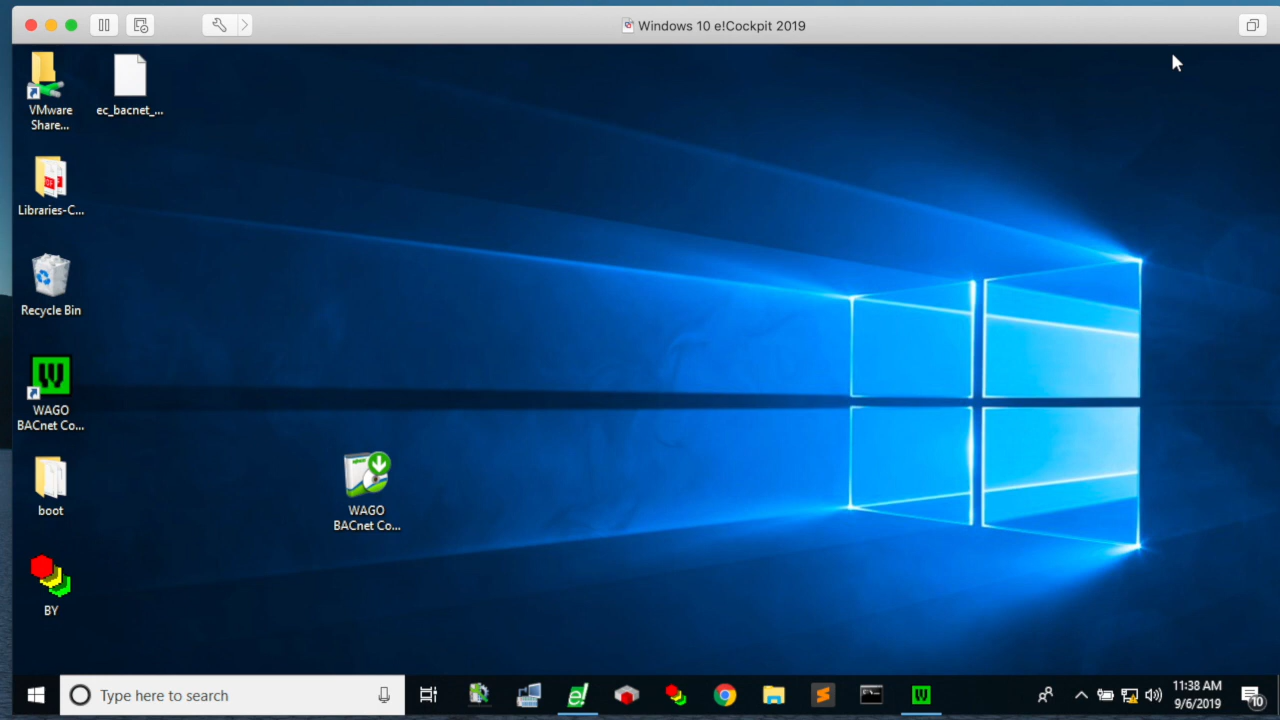 Windows 10 e!Cockpit 2019
VMware
Share...
ec_bacnet_...
Libraries-C...
Recycle Bin
WAGO
BACnet Co...
boot
WAGO
BACnet Co...
BY
Type here to search
11:38 AM
9/6/2019
10